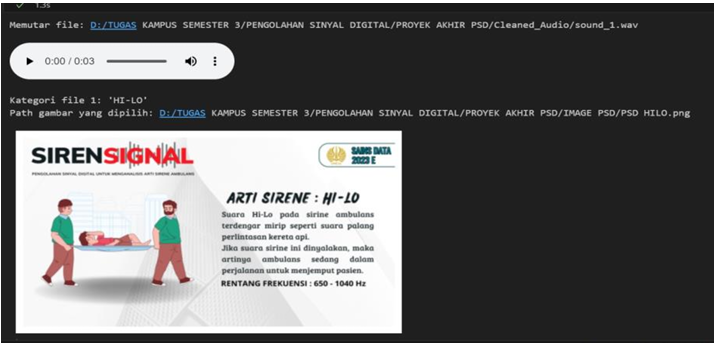 1.3s
Memutar file: D:/TUGAS KAMPUS SEMESTER 3/PENGOLAHAN SINYAL DIGITAL/PROYEK AKHIR PSD/Cleaned_Audio/sound_1.wav
0:00 / 0:03
Kategori file 1: 'HI-LO'
Path gambar yang dipilih: D:/TUGAS KAMPUS SEMESTER 3/PENGOLAHAN SINYAL DIGITAL/PROYEK AKHIR PSD/IMAGE PSD/PSD HILO.png
SIRENSIGNAL
PENGOLAHAN SINYAL DIGITAL UNTUK MENGANALISIS ARTI SIRENE AMBULANS
SAINS DATA
2023 E
ARTI SIRENE : HI-LO
Suara Hi-Lo pada sirine ambulans
terdengar mirip seperti suara palang
perlintasan kereta api.
Jika suara sirine ini dinyalakan, maka
artinya ambulans sedang dalam
perjalanan untuk menjemput pasien.
RENTANG FREKUENSI : 650 - 1040 Hz